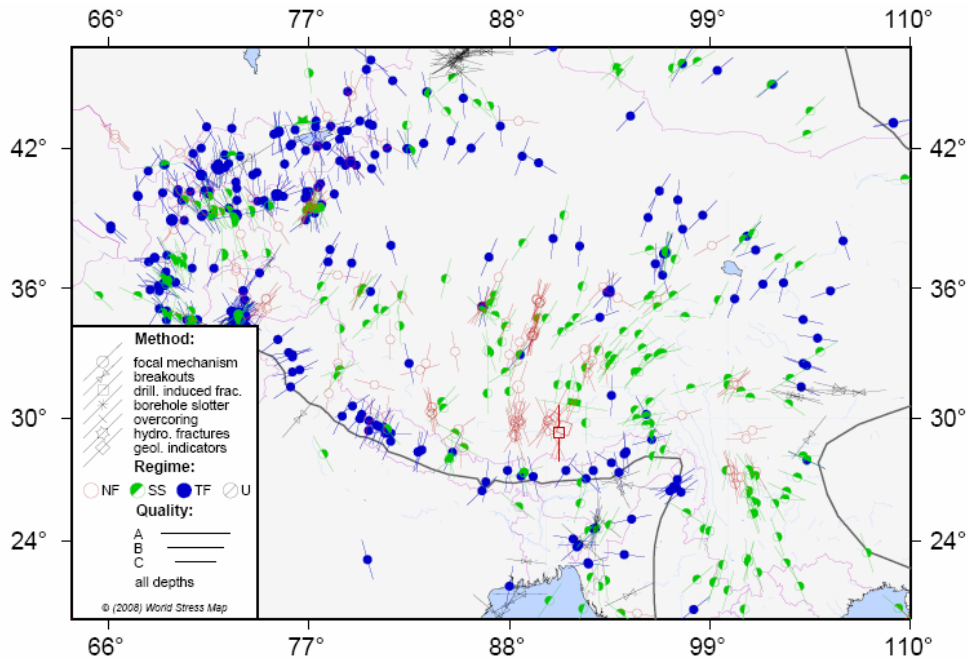 66° 77° 88° 99° 110°
42° 42°
36° 36°
Method:
focal mechanism
breakouts
drill. induced frac.
borehole slotter
overcoring
hydro. fractures
geol. indicators
30° 30°
Regime:
NF SS TF U
Quality:
A
B
C
24° 24°
all depths
© (2008) World Stress Map
66° 77° 88° 99° 110°